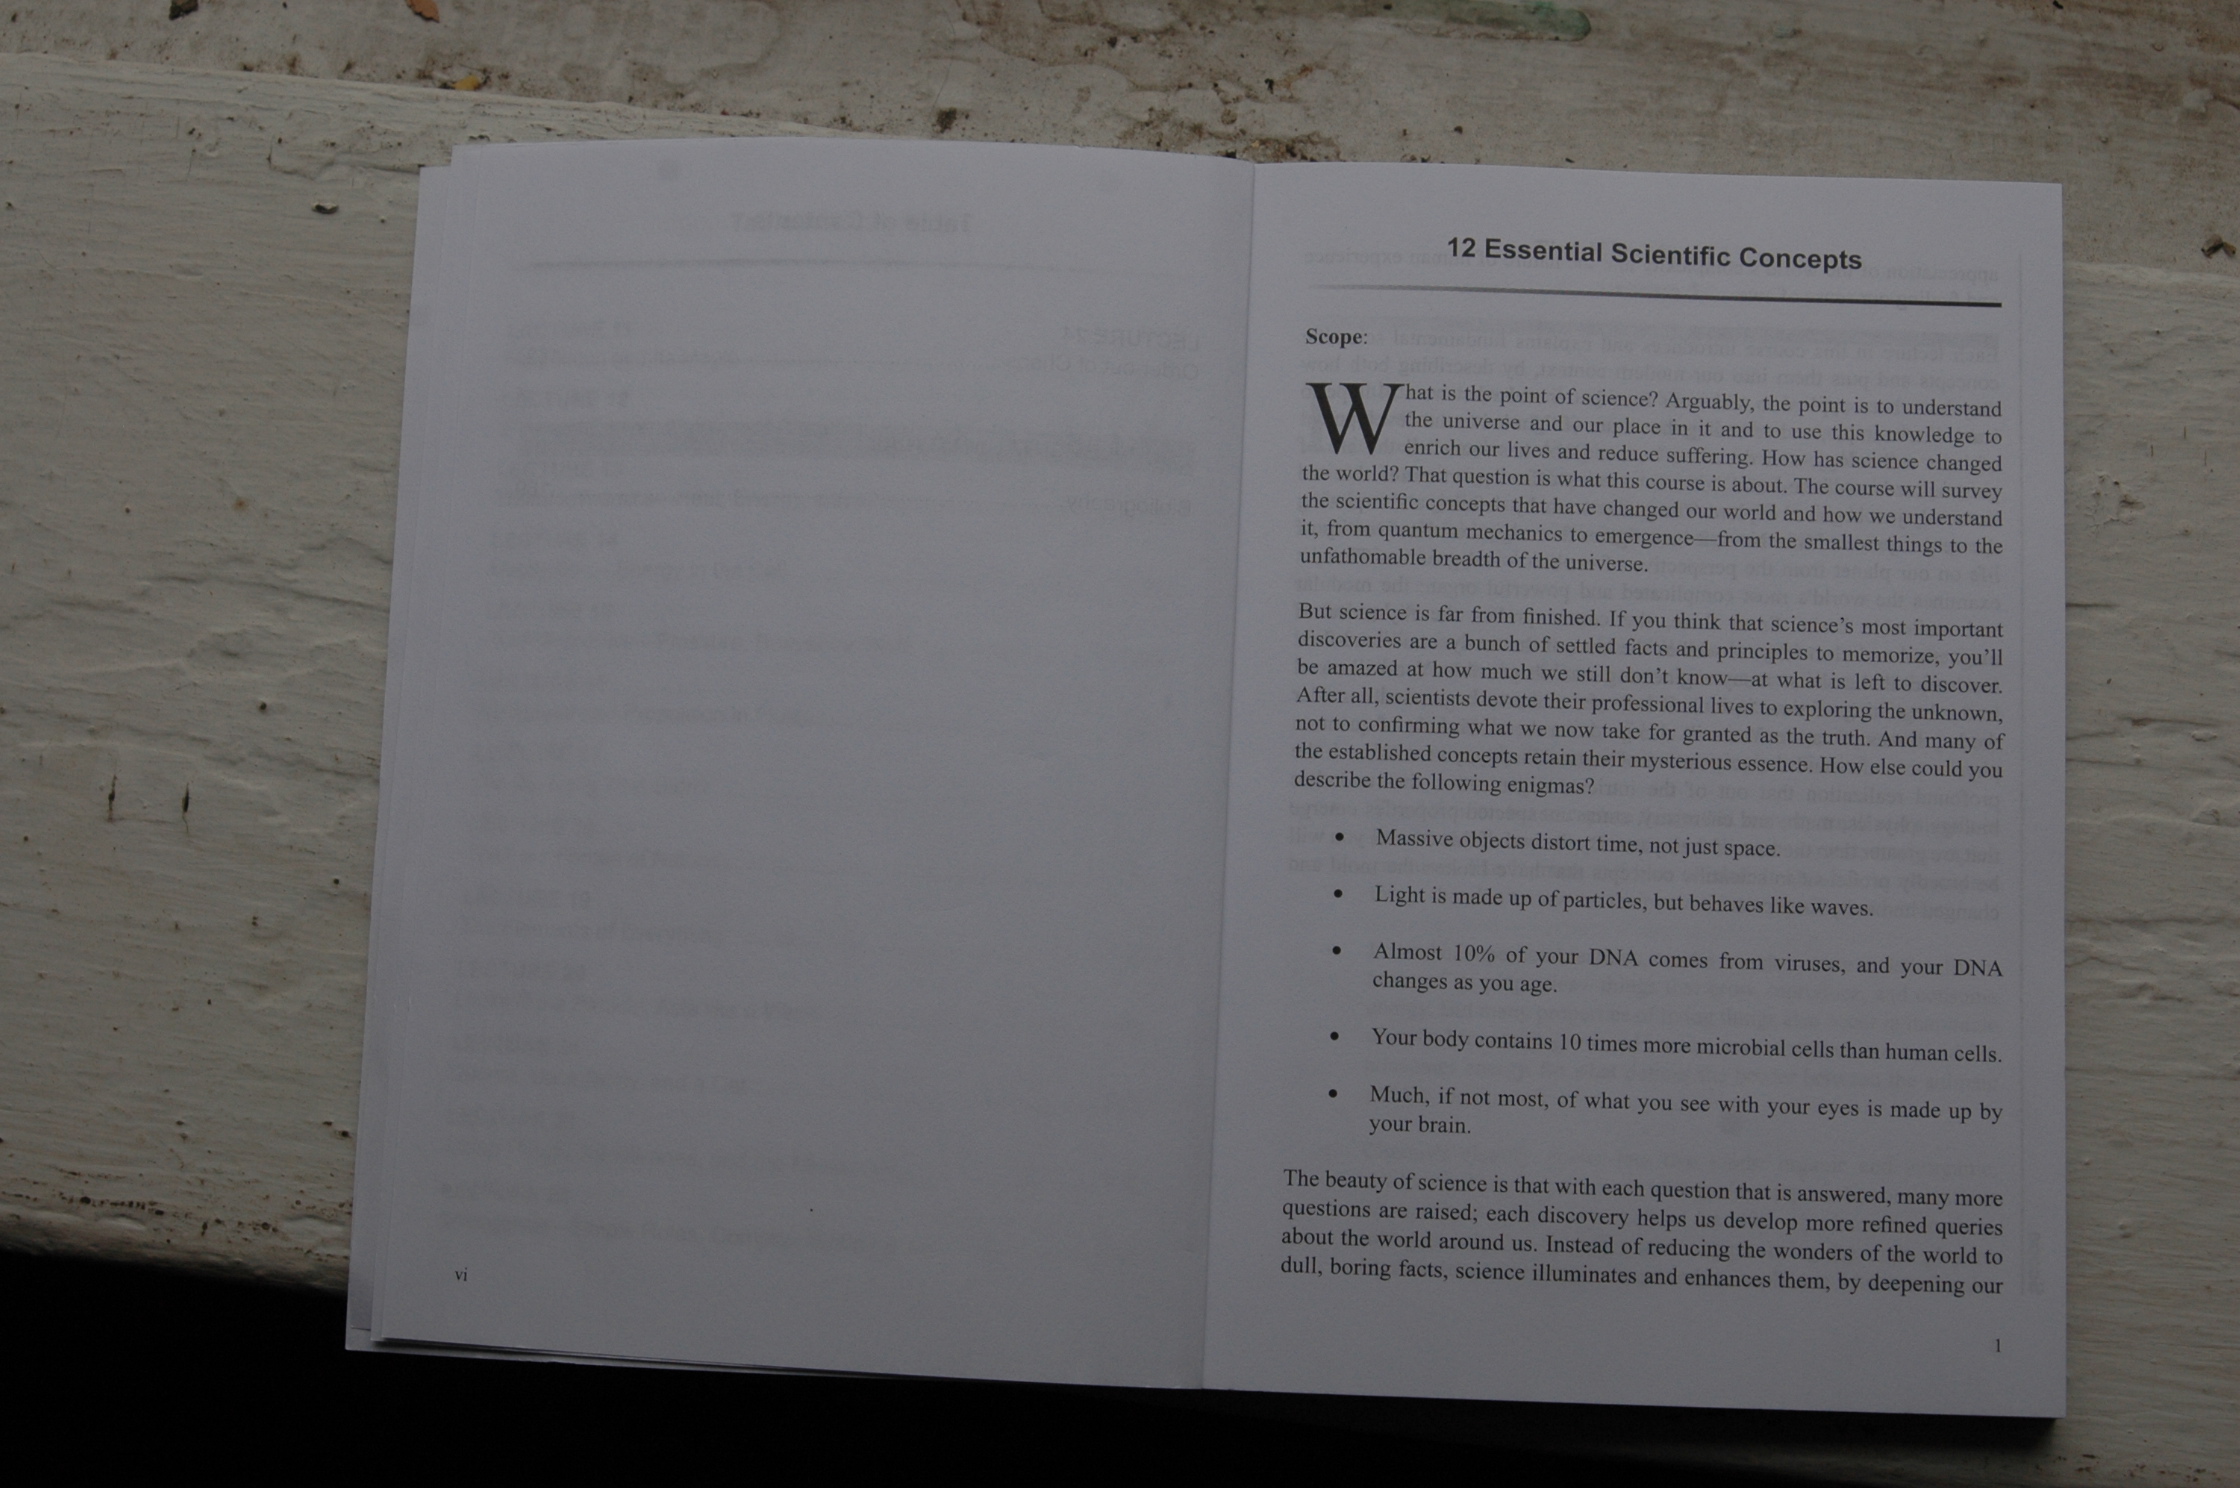 vi
12 Essential Scientific Concepts
Scope:
What is the point of science? Arguably, the point is to understand
the universe and our place in it and to use this knowledge to
enrich our lives and reduce suffering. How has science changed
the world? That question is what this course is about. The course will survey
the scientific concepts that have changed our world and how we understand
it, from quantum mechanics to emergence—from the smallest things to the
unfathomable breadth of the universe.
But science is far from finished. If you think that science's most important
discoveries are a bunch of settled facts and principles to memorize, you'll
be amazed at how much we still don't know—at what is left to discover.
After all, scientists devote their professional lives to exploring the unknown,
not to confirming what we now take for granted as the truth. And many of
the established concepts retain their mysterious essence. How else could you
describe the following enigmas?
• Massive objects distort time, not just space.
• Light is made up of particles, but behaves like waves.
• Almost 10% of your DNA comes from viruses, and your DNA
changes as you age.
• Your body contains 10 times more microbial cells than human cells.
• Much, if not most, of what you see with your eyes is made up by
your brain.
The beauty of science is that with each question that is answered, many more
questions are raised; each discovery helps us develop more refined queries
about the world around us. Instead of reducing the wonders of the world to
dull, boring facts, science illuminates and enhances them, by deepening our
1